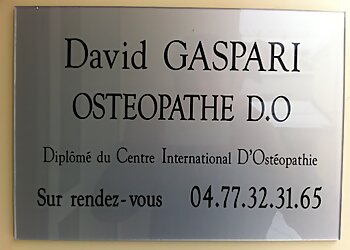 David GASPARI
OSTEOPATHE D.O
Diplômé du Centre International D'Ostéopathie
Sur rendez-vous 04.77.32.31.65